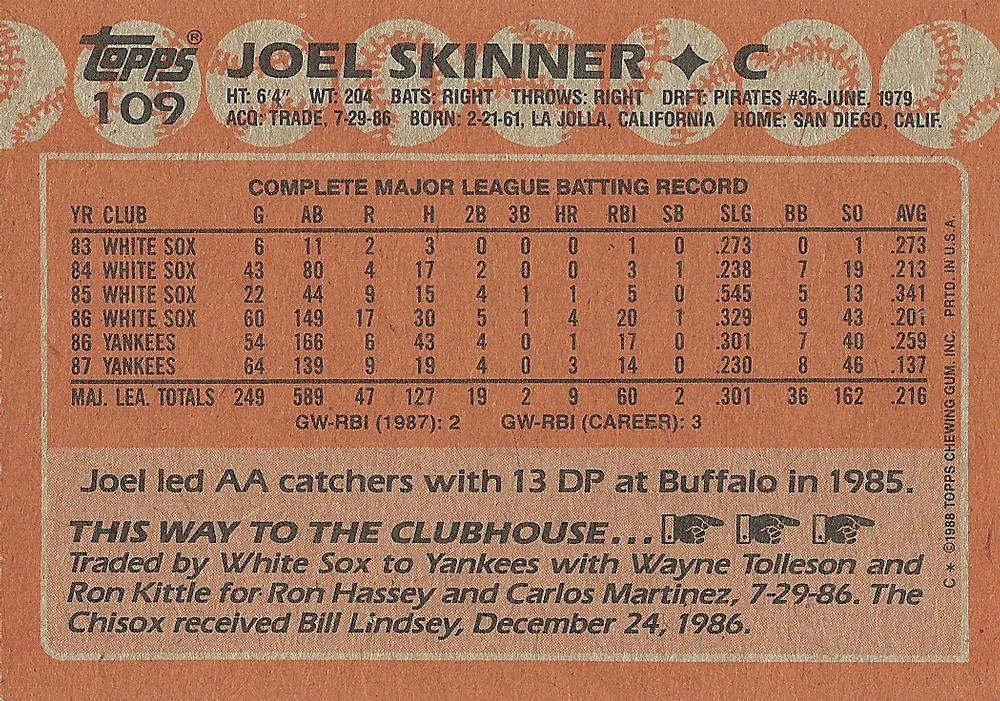 Topps® JOEL SKINNER ✦ C
109
HT: 6'4" WT: 204 BATS: RIGHT THROWS: RIGHT DRFT: PIRATES #36-JUNE, 1979
ACQ: TRADE, 7-29-86 BORN: 2-21-61, LA JOLLA, CALIFORNIA HOME: SAN DIEGO, CALIF.
COMPLETE MAJOR LEAGUE BATTING RECORD
YR CLUB G AB R H 2B 3B HR RBI SB SLG BB SO AVG
83 WHITE SOX 6 11 2 3 0 0 0 1 0 .273 0 1 .273
84 WHITE SOX 43 80 4 17 2 0 0 3 1 .238 7 19 .213
85 WHITE SOX 22 44 9 15 4 1 1 5 0 .545 5 13 .341
86 WHITE SOX 60 149 17 30 5 1 4 20 1 .329 9 43 .201
86 YANKEES 54 166 6 43 4 0 1 17 0 .301 7 40 .259
87 YANKEES 64 139 9 19 4 0 3 14 0 .230 8 46 .137
MAJ. LEA. TOTALS 249 589 47 127 19 2 9 60 2 .301 36 162 .216
GW-RBI (1987): 2 GW-RBI (CAREER): 3
Joel led AA catchers with 13 DP at Buffalo in 1985.
THIS WAY TO THE CLUBHOUSE...
Traded by White Sox to Yankees with Wayne Tolleson and
Ron Kittle for Ron Hassey and Carlos Martinez, 7-29-86. The
Chisox received Bill Lindsey, December 24, 1986.
C * ©1988 TOPPS CHEWING GUM, INC. PRTD. IN U.S.A.